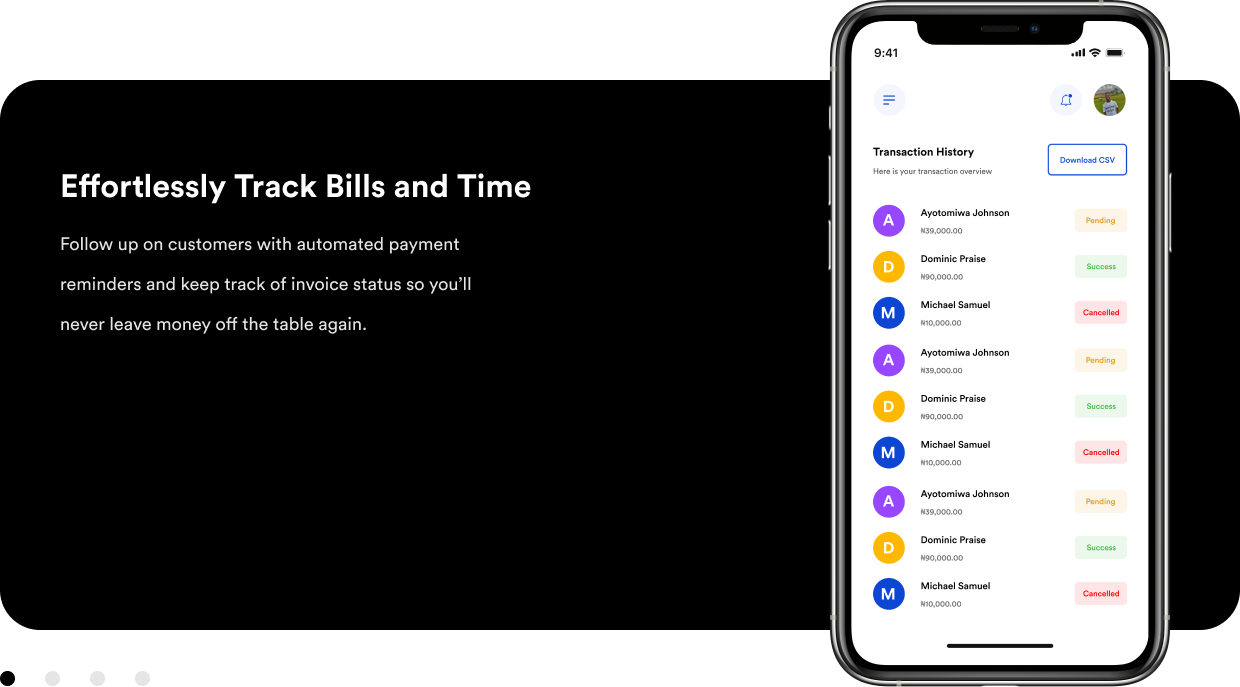 Effortlessly Track Bills and Time
Follow up on customers with automated payment
reminders and keep track of invoice status so you’ll
never leave money off the table again.
9:41
Transaction History
Here is your transaction overview
Download CSV
A
Ayotomiwa Johnson
₦39,000.00
Pending
D
Dominic Praise
₦90,000.00
Success
M
Michael Samuel
₦10,000.00
Cancelled
A
Ayotomiwa Johnson
₦39,000.00
Pending
D
Dominic Praise
₦90,000.00
Success
M
Michael Samuel
₦10,000.00
Cancelled
A
Ayotomiwa Johnson
₦39,000.00
Pending
D
Dominic Praise
₦90,000.00
Success
M
Michael Samuel
₦10,000.00
Cancelled